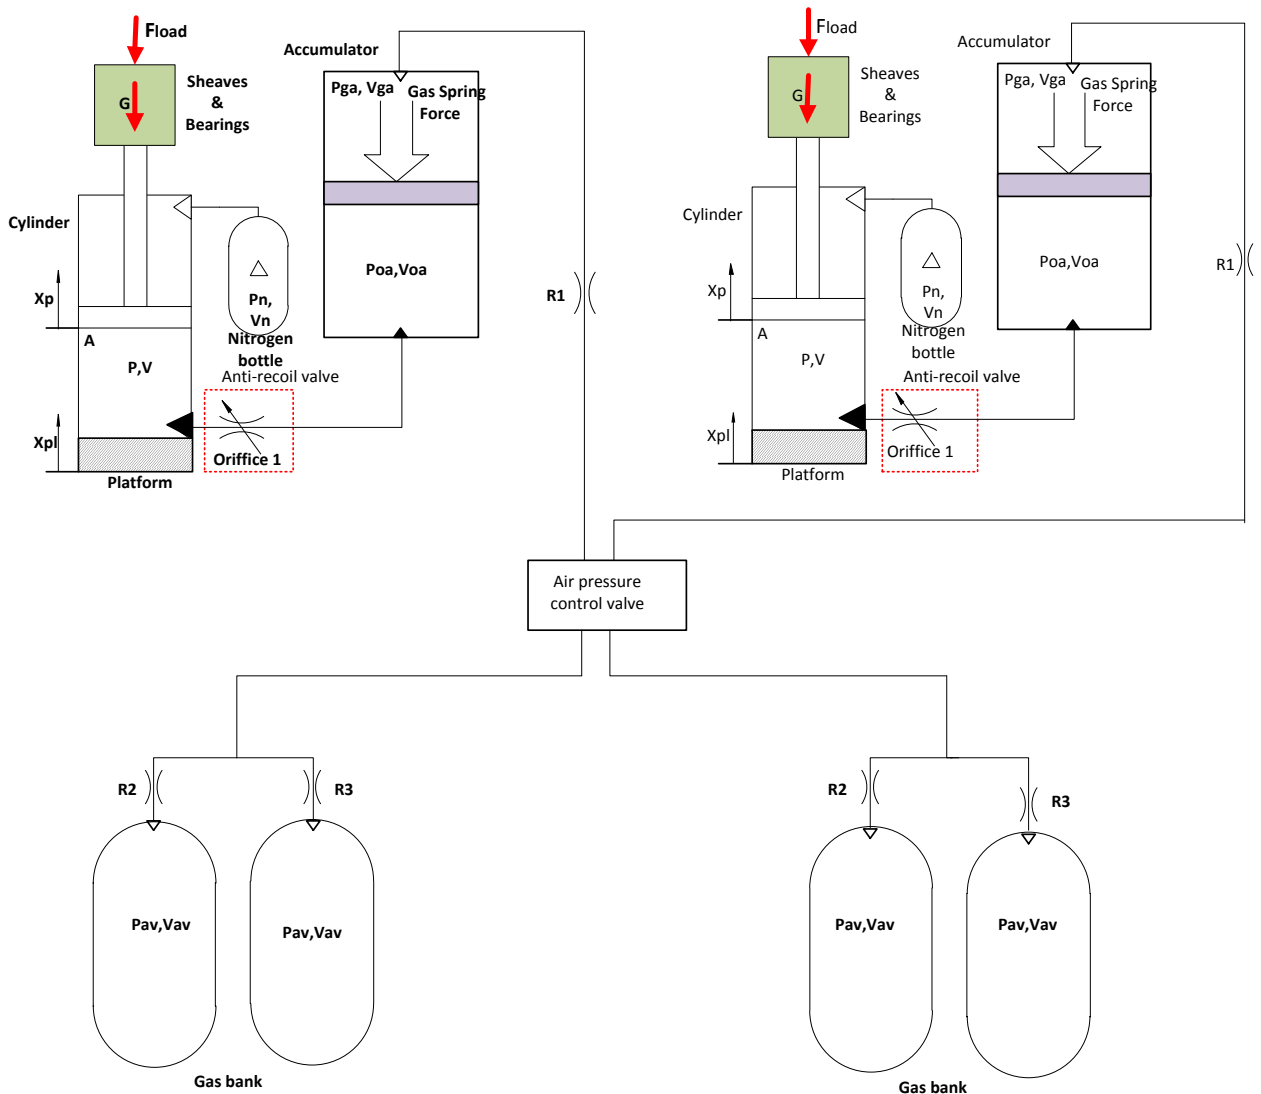 Fload
Accumulator
Sheaves
&
Bearings
G
Pga, Vga
Gas Spring
Force
Cylinder
Poa,Voa
Xp
R1
Pn,
Vn
Nitrogen
bottle
A
P,V
Anti-recoil valve
Xpl
Oriffice 1
Platform
Fload
Accumulator
Sheaves
&
Bearings
G
Pga, Vga
Gas Spring
Force
Cylinder
Poa,Voa
Xp
R1
Pn,
Vn
Nitrogen
bottle
A
P,V
Anti-recoil valve
Xpl
Oriffice 1
Platform
Air pressure
control valve
R2
R3
R2
R3
Pav,Vav
Pav,Vav
Pav,Vav
Pav,Vav
Gas bank
Gas bank